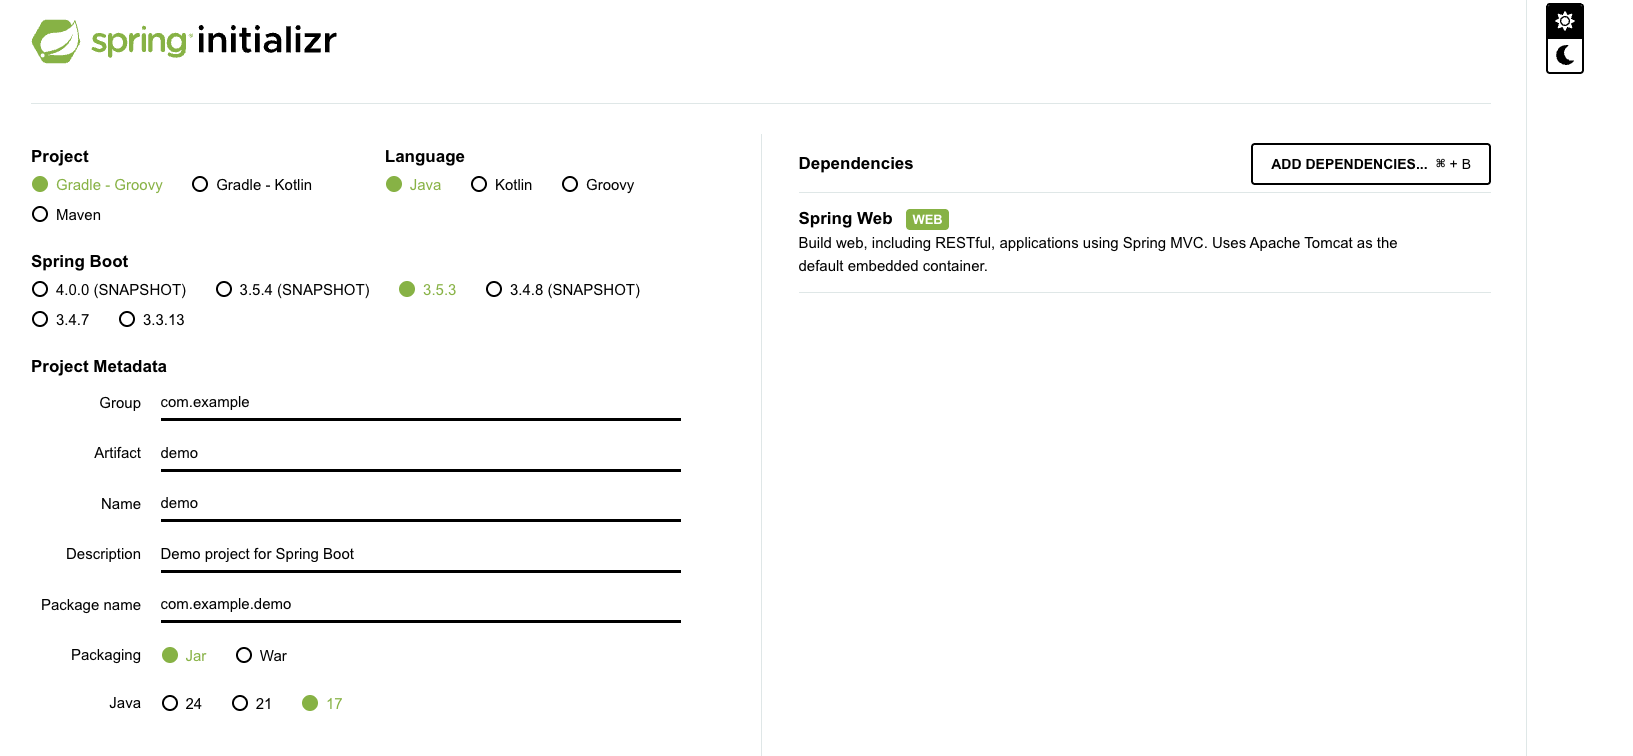 spring initializr
Project
Gradle - Groovy
Gradle - Kotlin
Maven
Language
Java
Kotlin
Groovy
Spring Boot
4.0.0 (SNAPSHOT)
3.5.4 (SNAPSHOT)
3.5.3
3.4.8 (SNAPSHOT)
3.4.7
3.3.13
Project Metadata
Group com.example
Artifact demo
Name demo
Description Demo project for Spring Boot
Package name com.example.demo
Packaging Jar War
Java 24 21 17
Dependencies
ADD DEPENDENCIES... ⌘ + B
Spring Web WEB
Build web, including RESTful, applications using Spring MVC. Uses Apache Tomcat as the
default embedded container.